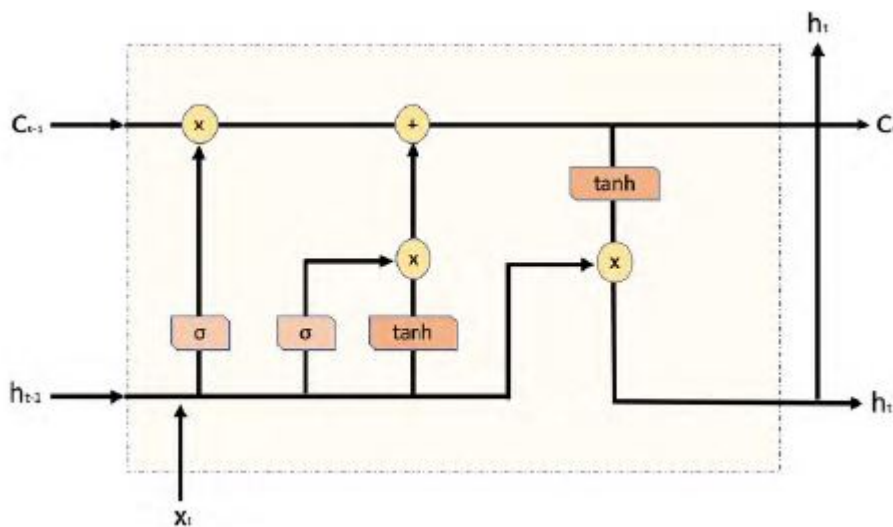 hₜ
Cₜ₋₁
x
+
C
tanh
x
x
σ
σ
tanh
hₜ₋₁
hₜ
xₜ